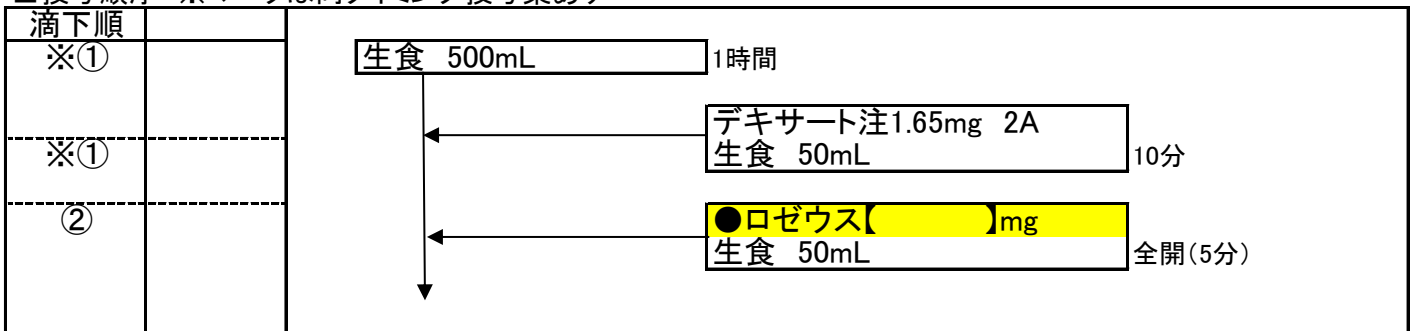 滴下順
※① 生食 500mL 1時間
デキサート注1.65mg 2A
※① 生食 50mL 10分
② ●ロゼウス【 】mg
生食 50mL 全開(5分)